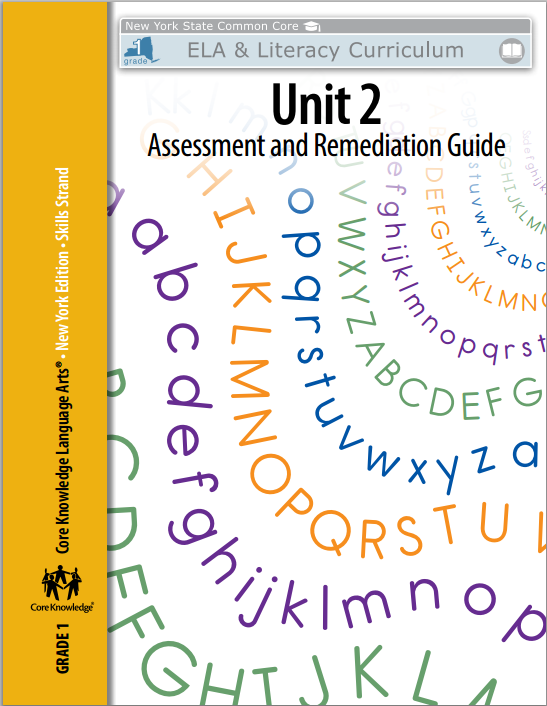 New York State Common Core
grade 1
ELA & Literacy Curriculum
Unit 2
Assessment and Remediation Guide
GRADE 1
Core Knowledge®
Core Knowledge Language Arts® • New York Edition • Skills Strand
a b c d e f g h i j k l m n o p
G H I J K L M N O P Q R S T U
o p q r s t u v w x y z a
U V W X Y Z A B C D E F G
e f g h i j k l m n o p q r s t
D E F G H I J K L M N O
s t u v w x y z a b c
G H I J K L M N
B C D E F G H I J K L